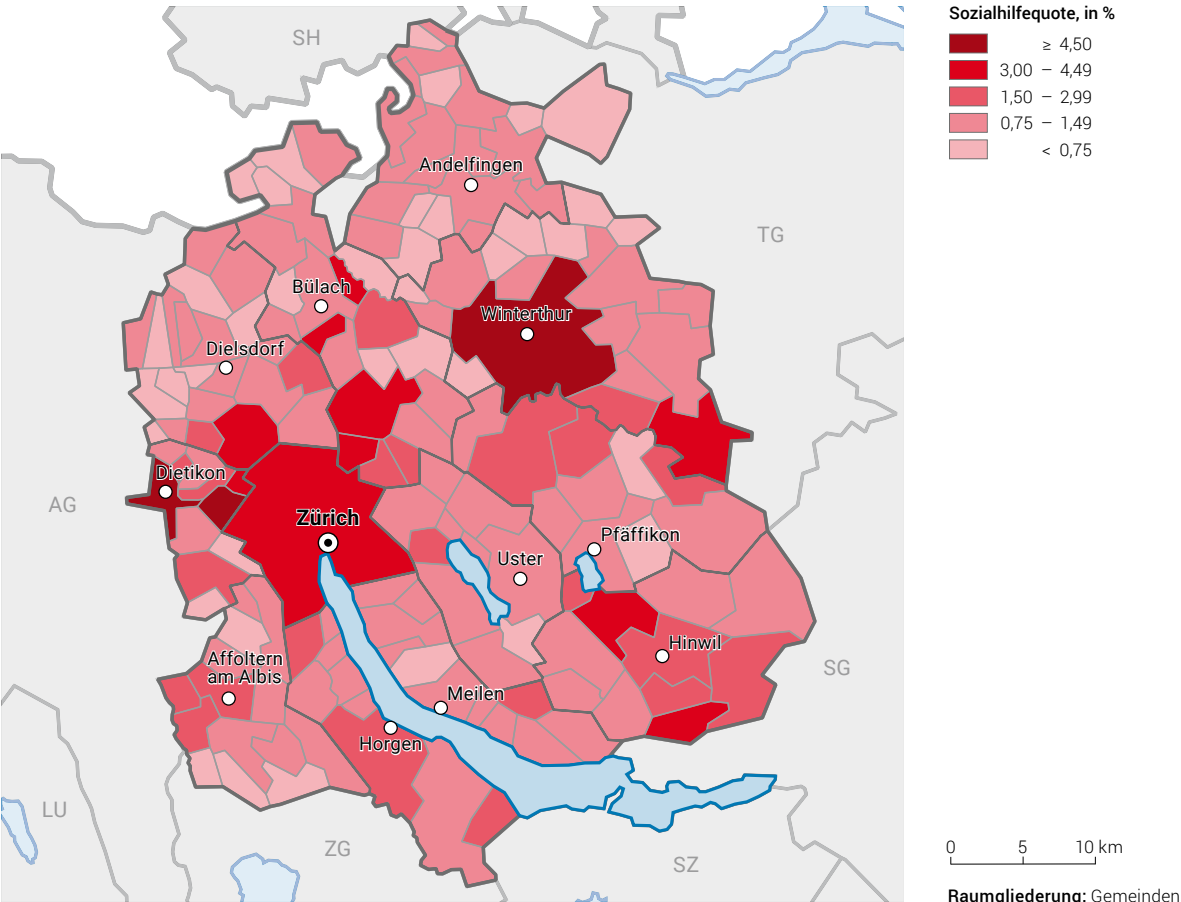 Sozialhilfequote, in %
≥ 4,50
3,00 – 4,49
1,50 – 2,99
0,75 – 1,49
< 0,75
SH
Andelfingen
TG
Bülach
Winterthur
Dielsdorf
Dietikon
AG
Zürich
Pfäffikon
Uster
Hinwil
Affoltern
am Albis
SG
Meilen
Horgen
LU
ZG
SZ
0 5 10 km
Raumgliederung: Gemeinden